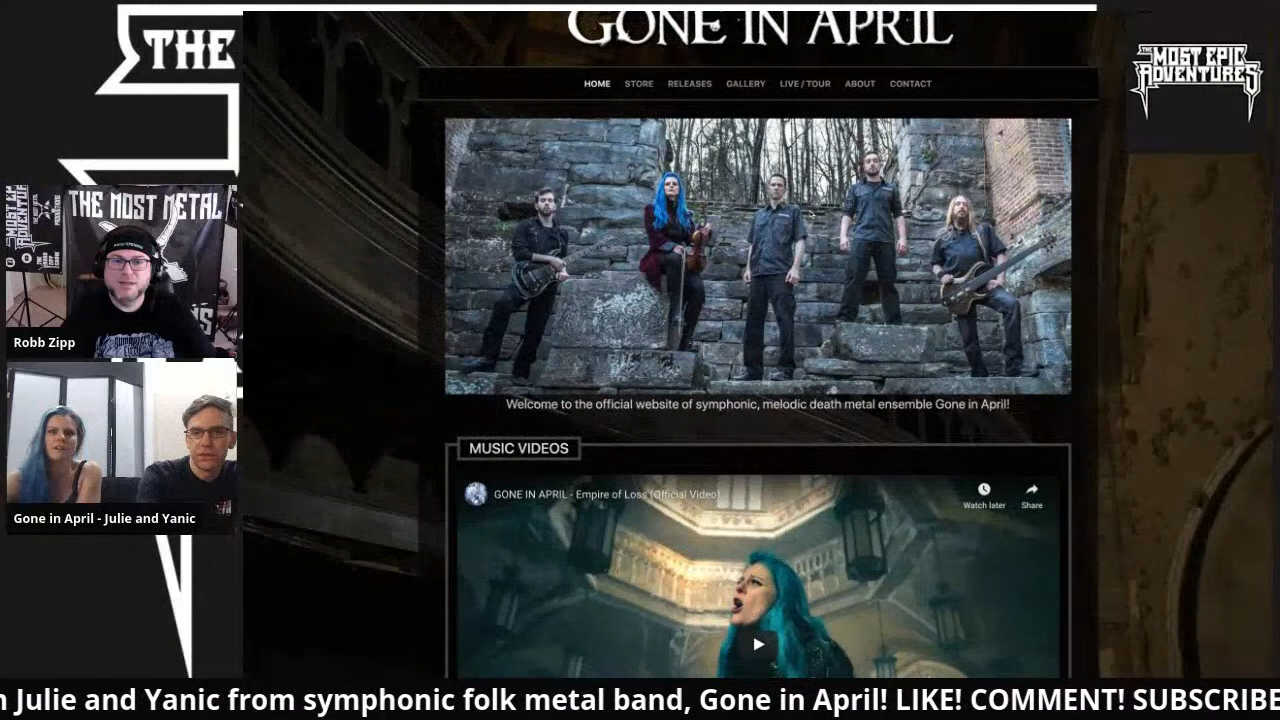 THE
GONE IN APRIL
THE MOST EPIC ADVENTURES
HOME STORE RELEASES GALLERY LIVE / TOUR ABOUT CONTACT
THE MOST METAL
Robb Zipp
Welcome to the official website of symphonic, melodic death metal ensemble Gone in April!
MUSIC VIDEOS
GONE IN APRIL - Empire of Loss (Official Video)
Watch later
Share
Gone in April - Julie and Yanic
Julie and Yanic from symphonic folk metal band, Gone in April! LIKE! COMMENT! SUBSCRIBE